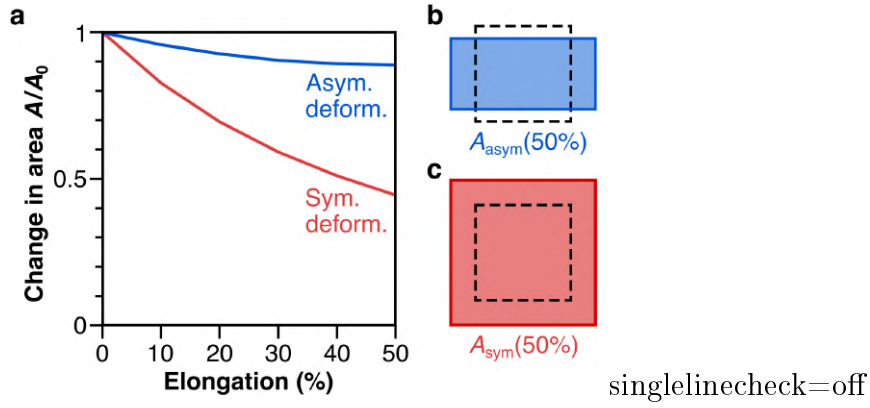 a
1
0.5
0
Change in area A/A₀
Asym.
deform.
Sym.
deform.
0 10 20 30 40 50
Elongation (%)
b
Aasym(50%)
c
Asym(50%)
singlelinecheck=off